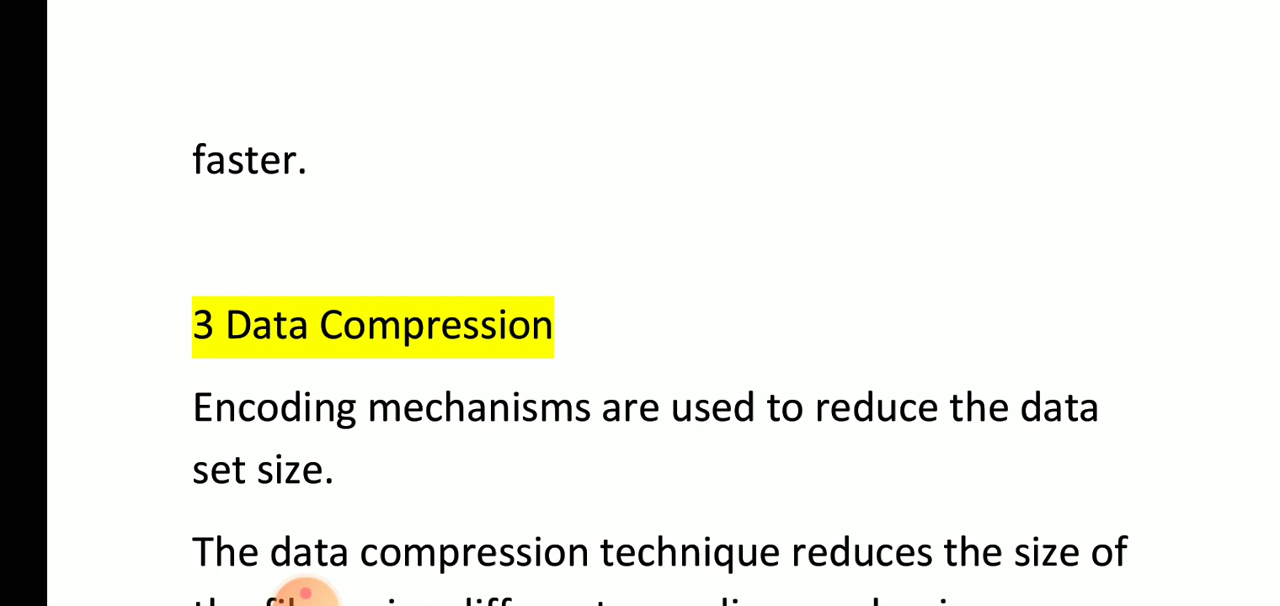 faster.
3 Data Compression
Encoding mechanisms are used to reduce the data
set size.
The data compression technique reduces the size of